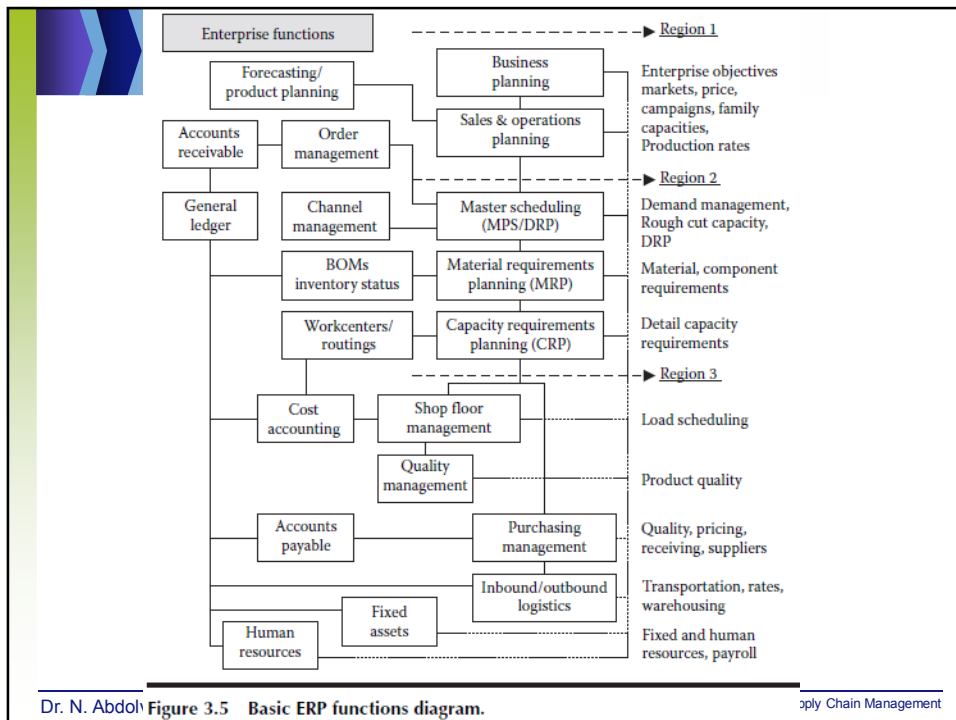 Enterprise functions
Region 1
Business
planning
Forecasting/
product planning
Enterprise objectives
markets, price,
campaigns, family
capacities,
Production rates
Sales & operations
planning
Accounts
receivable
Order
management
Region 2
General
ledger
Channel
management
Master scheduling
(MPS/DRP)
Demand management,
Rough cut capacity,
DRP
BOMs
inventory status
Material requirements
planning (MRP)
Material, component
requirements
Workcenters/
routings
Capacity requirements
planning (CRP)
Detail capacity
requirements
Region 3
Cost
accounting
Shop floor
management
Load scheduling
Quality
management
Product quality
Accounts
payable
Purchasing
management
Quality, pricing,
receiving, suppliers
Inbound/outbound
logistics
Transportation, rates,
warehousing
Fixed
assets
Human
resources
Fixed and human
resources, payroll
Dr. N. Abdol
Figure 3.5 Basic ERP functions diagram.
pply Chain Management